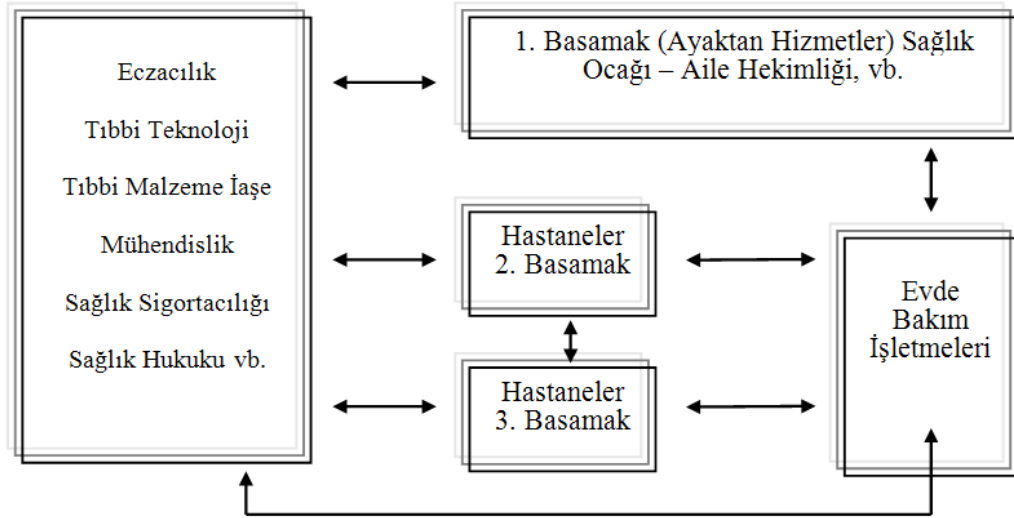 Eczacılık
Tıbbi Teknoloji
Tıbbi Malzeme İaşe
Mühendislik
Sağlık Sigortacılığı
Sağlık Hukuku vb.
1. Basamak (Ayaktan Hizmetler) Sağlık
Ocağı – Aile Hekimliği, vb.
Hastaneler
2. Basamak
Hastaneler
3. Basamak
Evde
Bakım
İşletmeleri